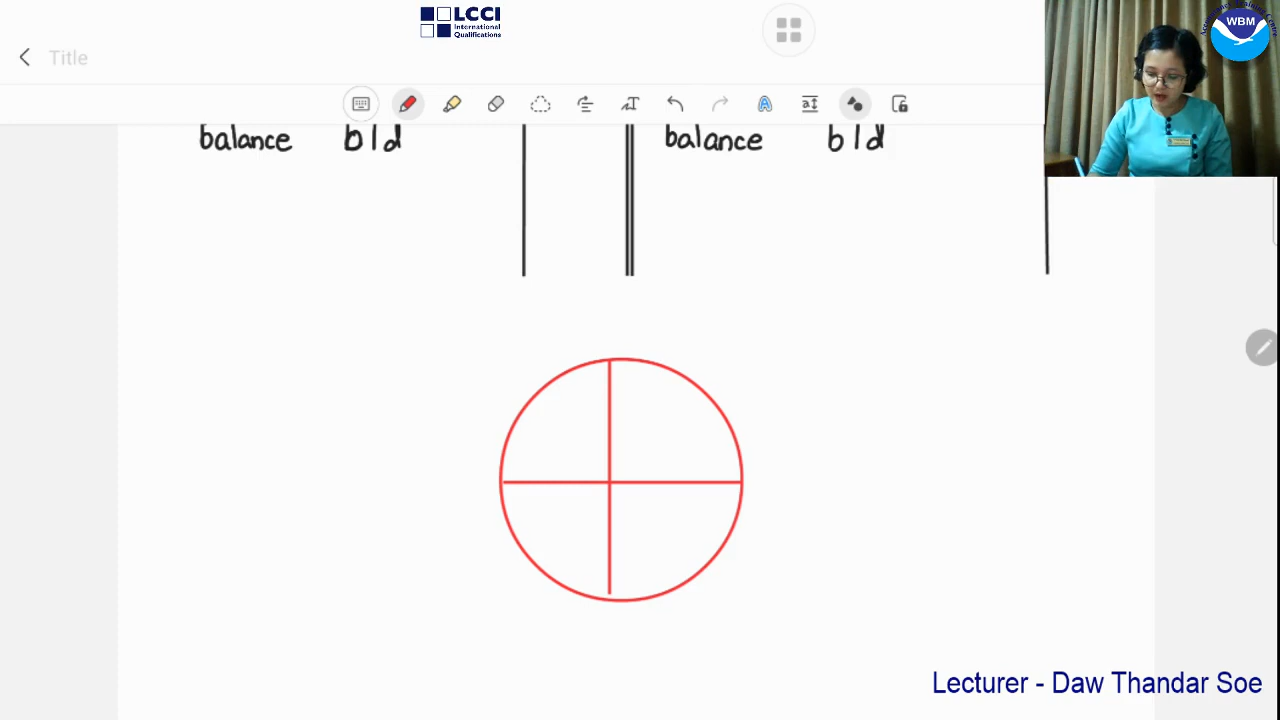 LCCI
International
Qualifications
WBM
Title
balance b/d balance b/d
Lecturer - Daw Thandar Soe